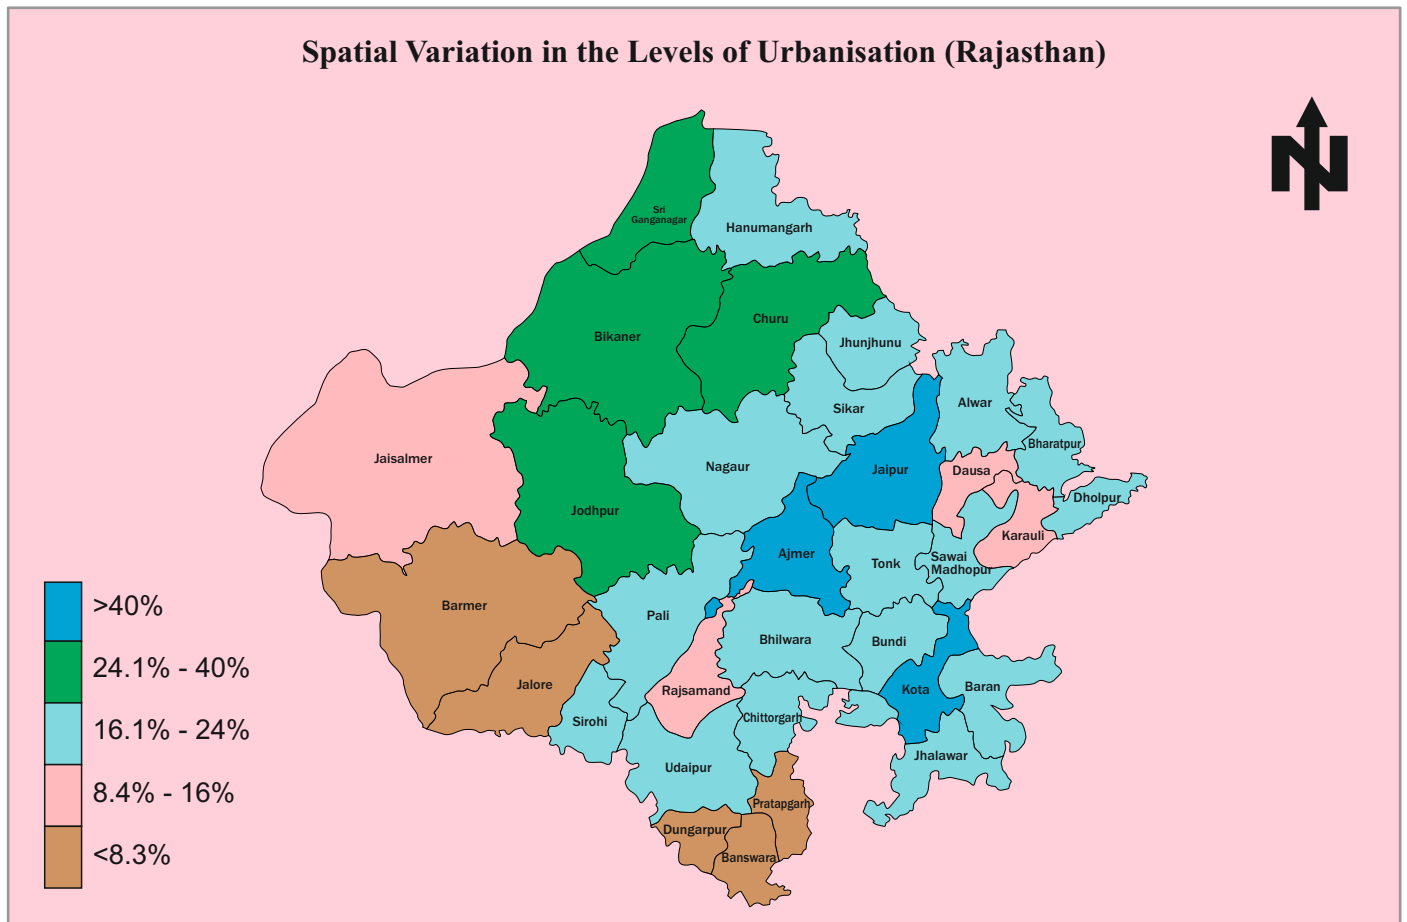 Spatial Variation in the Levels of Urbanisation (Rajasthan)
N
Sri
Ganganagar
Hanumangarh
Churu
Bikaner
Jhunjhunu
Sikar
Alwar
Bharatpur
Jaisalmer
Nagaur
Jaipur
Dausa
Dholpur
Jodhpur
Karauli
Ajmer
Tonk
Sawai
Madhopur
Barmer
Pali
Bhilwara
Bundi
Jalore
Rajsamand
Kota
Baran
Sirohi
Chittorgarh
Jhalawar
Udaipur
Pratapgarh
Dungarpur
Banswara
>40%
24.1% - 40%
16.1% - 24%
8.4% - 16%
<8.3%